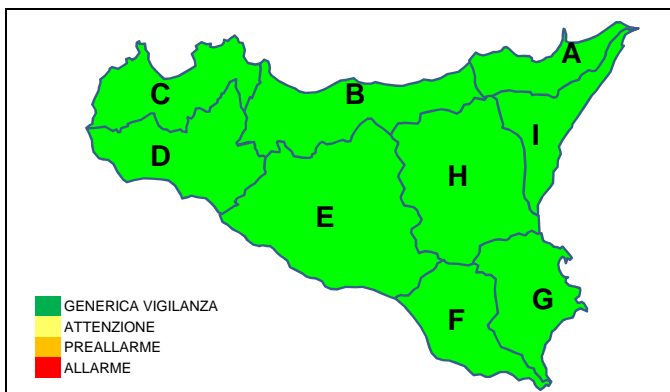 A
B
C
I
D
H
E
G
F
GENERICA VIGILANZA
ATTENZIONE
PREALLARME
ALLARME